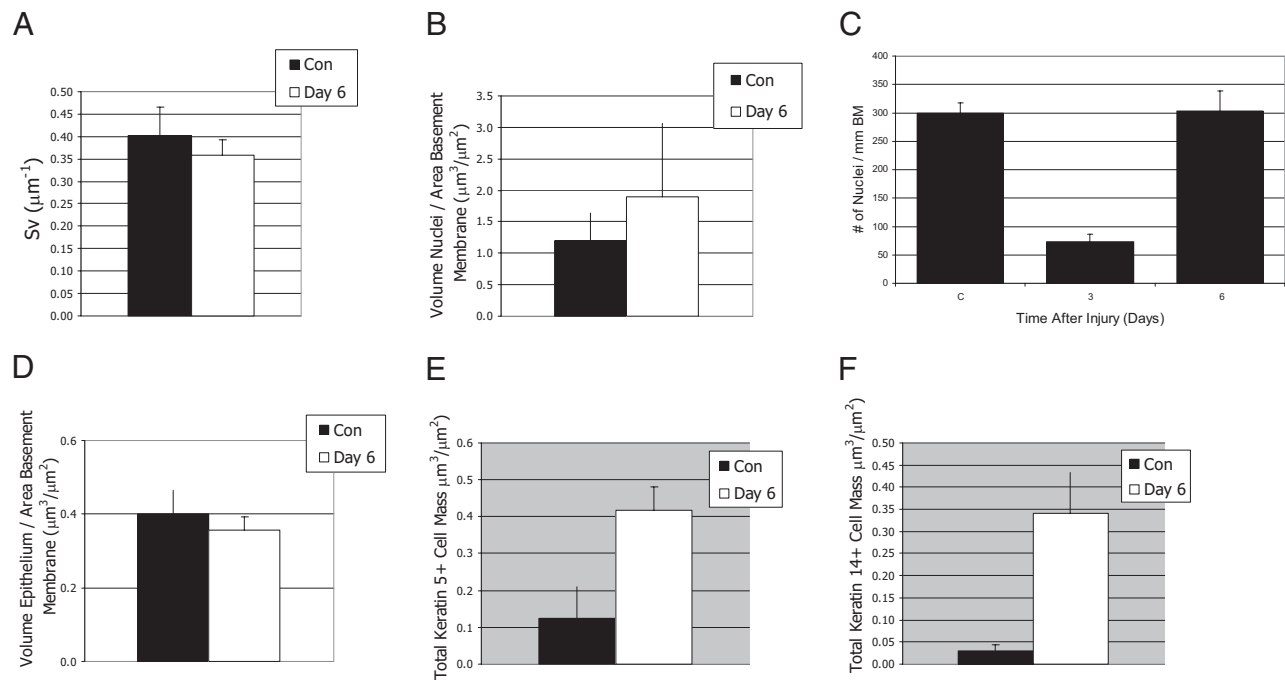 A
Con
Day 6
0.50
0.45
0.40
0.35
0.30
0.25
0.20
0.15
0.10
0.05
0.00
Sv (μm⁻¹)
B
Con
Day 6
3.5
3.0
2.5
2.0
1.5
1.0
0.5
0.0
Volume Nuclei / Area Basement
Membrane (μm³/μm²)
C
400
350
300
250
200
150
100
50
0
# of Nuclei / mm BM
C 3 6
Time After Injury (Days)
D
Con
Day 6
0.6
0.4
0.2
0.0
Volume Epithelium / Area Basement
Membrane (μm³/μm²)
E
Con
Day 6
0.6
0.5
0.4
0.3
0.2
0.1
0.0
Total Keratin 5+ Cell Mass μm³/μm²)
F
Con
Day 6
0.50
0.45
0.40
0.35
0.30
0.25
0.20
0.15
0.10
0.05
0.00
Total Keratin 14+ Cell Mass μm³/μm²)